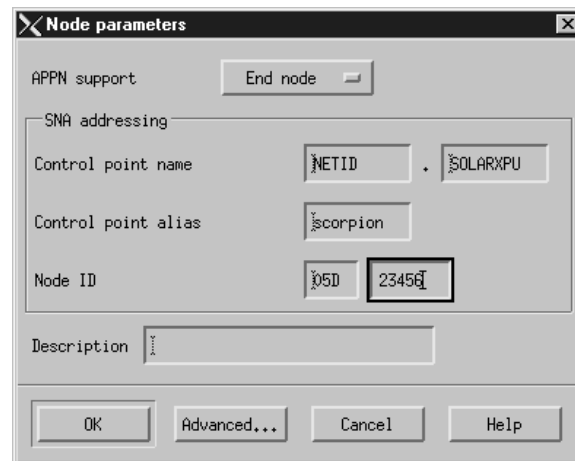 Node parameters
APPN support End node
SNA addressing
Control point name NETID . SOLARXPU
Control point alias scorpion
Node ID 05D 23456
Description
OK Advanced... Cancel Help